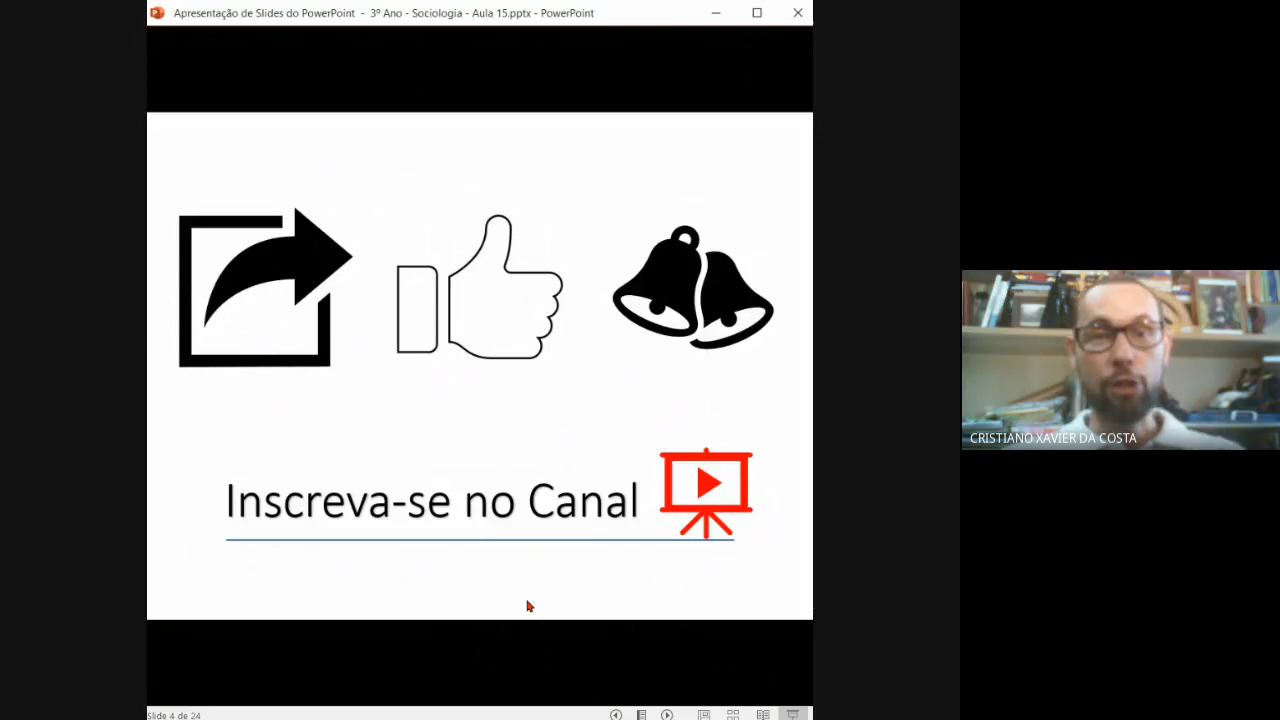 Apresentação de Slides do PowerPoint - 3º Ano - Sociologia - Aula 15.pptx - PowerPoint
Inscreva-se no Canal
CRISTIANO XAVIER DA COSTA
Slide 4 de 24